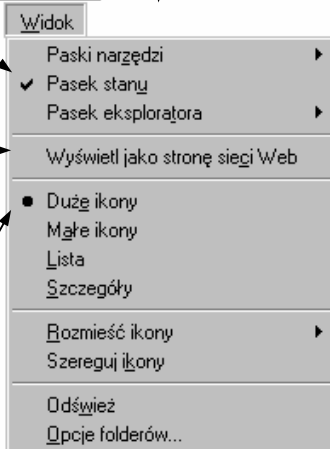 Widok
Paski narzędzi
Pasek stanu
Pasek eksploratora
Wyświetl jako stronę sieci Web
Duże ikony
Małe ikony
Lista
Szczegóły
Rozmieść ikony
Szereguj ikony
Odśwież
Opcje folderów...